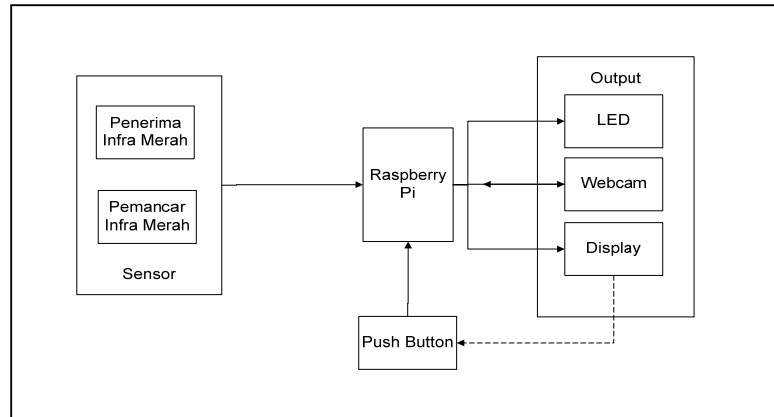 Penerima
Infra Merah
Pemancar
Infra Merah
Sensor
Raspberry
Pi
Push Button
Output
LED
Webcam
Display